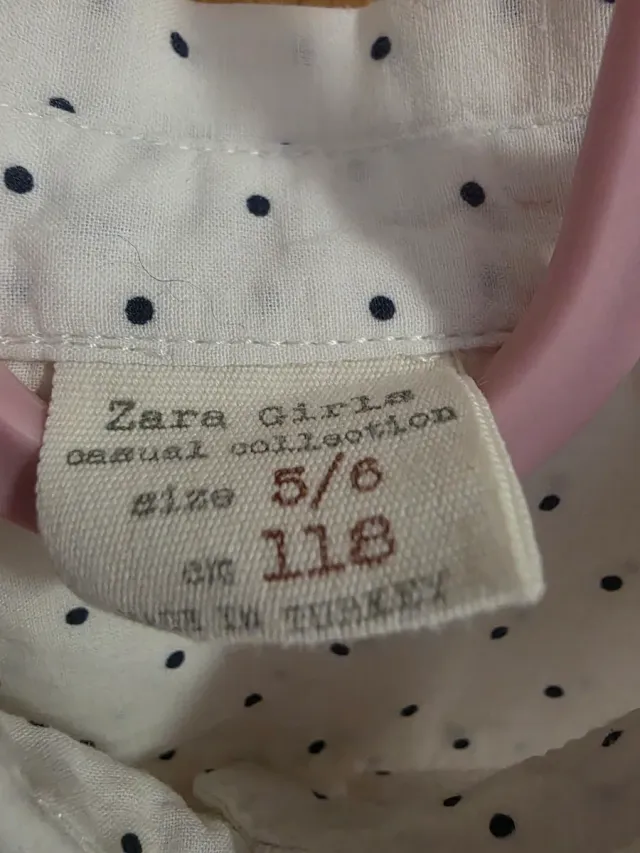 Zara Girls
casual collection
size 5/6
cm 118
MADE IN TURKEY